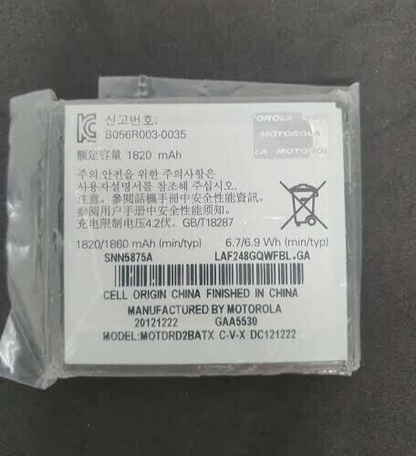 신고번호:
B056R003-0035
MOTOROLA
额定容量 1820 mAh
주의.안전을 위한 주의사항은
사용자설명서를 참조해 주십시오.
注意。參閱話機手冊中安全性能資訊。
参阅用户手册中安全性能须知。
充电限制电压4.2伏。GB/T18287
1820/1860 mAh (min/typ) 6.7/6.9 Wh (min/typ)
SNN5875A LAF248GQWFBL.GA
CELL ORIGIN CHINA FINISHED IN CHINA
MANUFACTURED BY MOTOROLA
20121222 GAA5530
MODEL:MOTDRD2BATX C-V-X DC121222